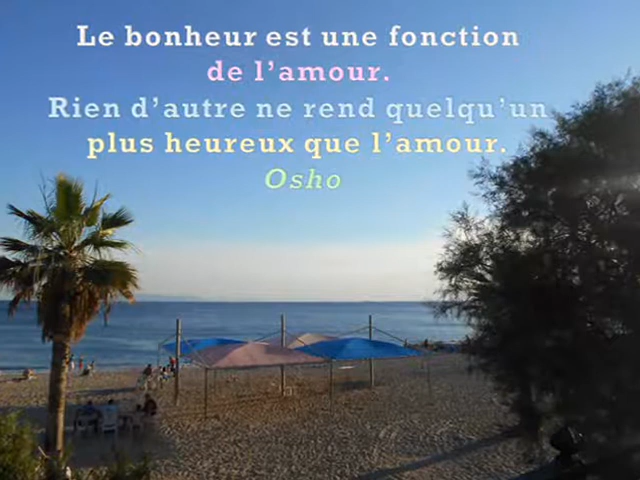 Le bonheur est une fonction
de l’amour.
Rien d’autre ne rend quelqu’un
plus heureux que l’amour.
Osho